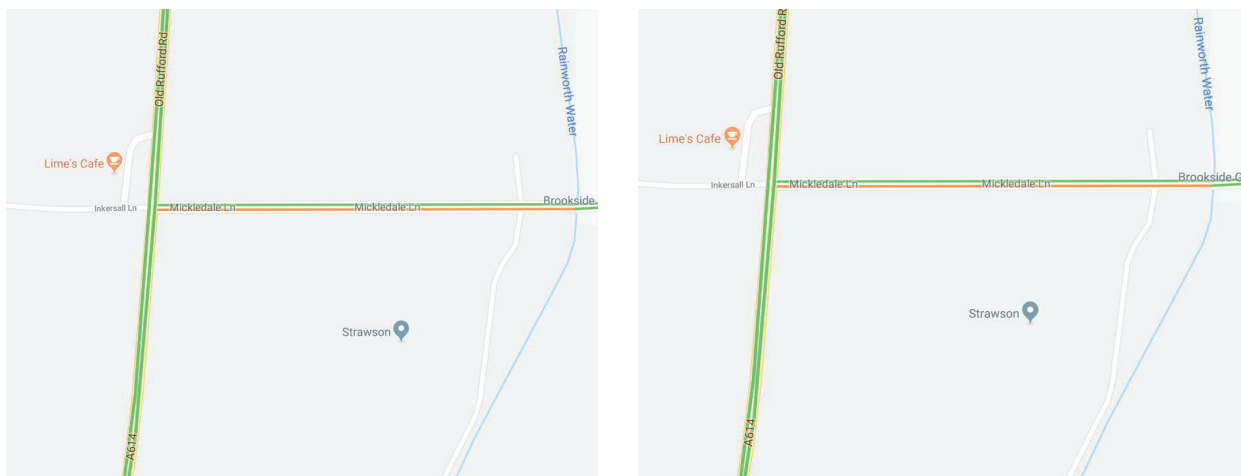 Old Rufford Rd
Rainworth Water
Lime's Cafe
Inkersall Ln
Mickledale Ln
Mickledale Ln
Brookside
Strawson
A614
Old Rufford R
Rainworth Water
Lime's Cafe
Inkersall Ln
Mickledale Ln
Mickledale Ln
Brookside C
Strawson
A614